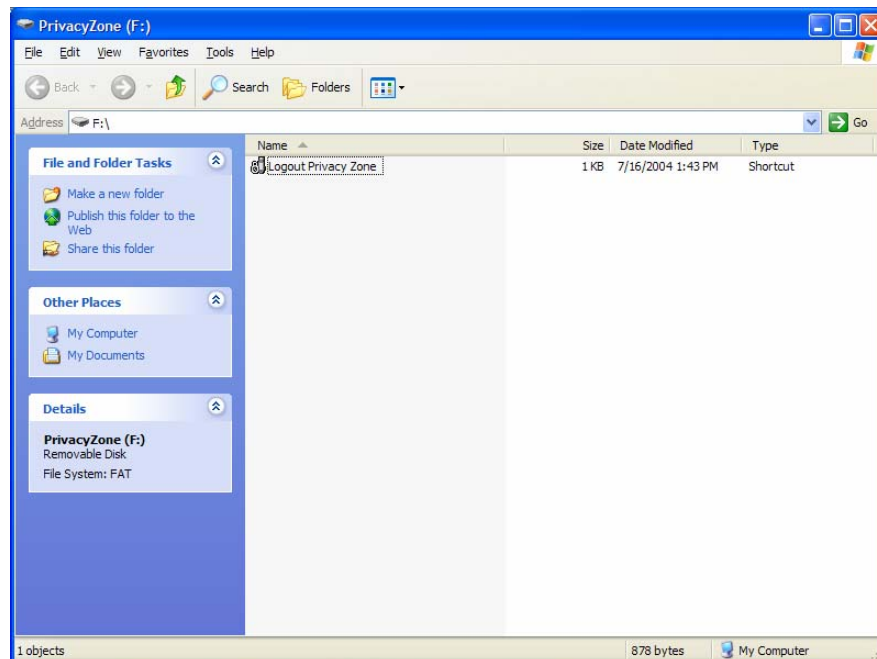 PrivacyZone (F:)
File Edit View Favorites Tools Help
Back Search Folders
Address F:\ Go
Name Size Date Modified Type
Logout Privacy Zone 1 KB 7/16/2004 1:43 PM Shortcut
File and Folder Tasks
Make a new folder
Publish this folder to the
Web
Share this folder
Other Places
My Computer
My Documents
Details
PrivacyZone (F:)
Removable Disk
File System: FAT
1 objects 878 bytes My Computer